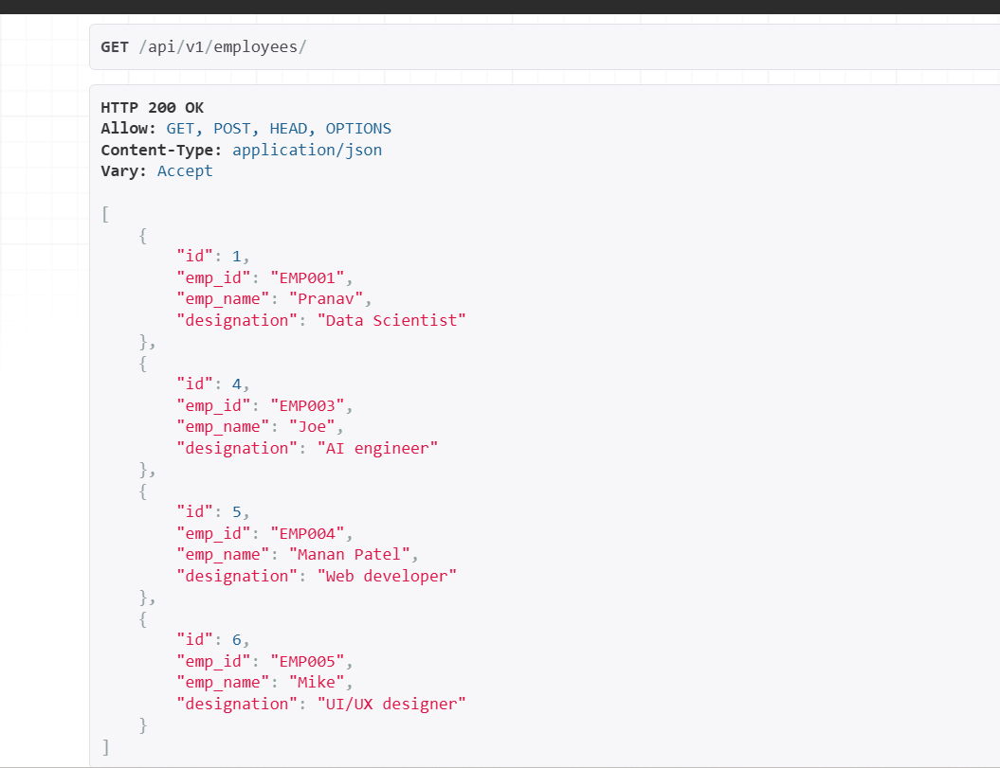 GET /api/v1/employees/
HTTP 200 OK
Allow: GET, POST, HEAD, OPTIONS
Content-Type: application/json
Vary: Accept
[
    {
        "id": 1,
        "emp_id": "EMP001",
        "emp_name": "Pranav",
        "designation": "Data Scientist"
    },
    {
        "id": 4,
        "emp_id": "EMP003",
        "emp_name": "Joe",
        "designation": "AI engineer"
    },
    {
        "id": 5,
        "emp_id": "EMP004",
        "emp_name": "Manan Patel",
        "designation": "Web developer"
    },
    {
        "id": 6,
        "emp_id": "EMP005",
        "emp_name": "Mike",
        "designation": "UI/UX designer"
    }
]